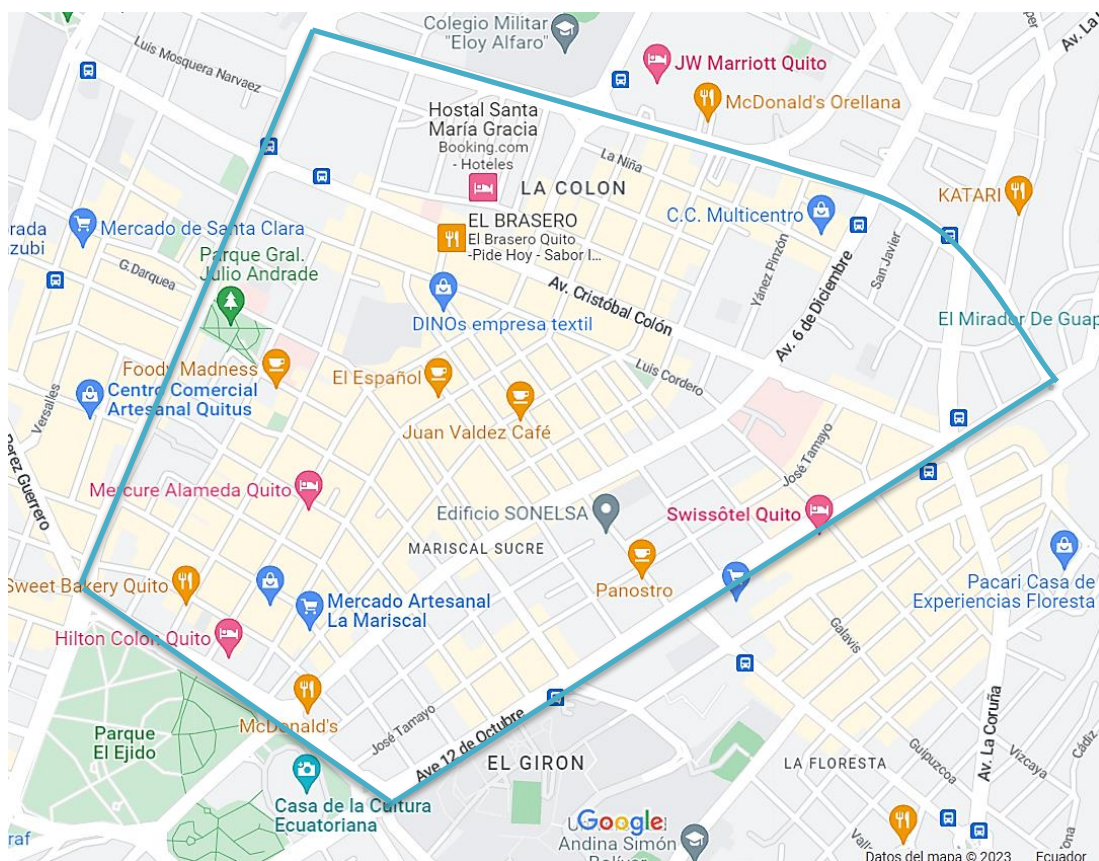 Colegio Militar
"Eloy Alfaro"
Luis Mosquera Narvaez
Av. La
JW Marriott Quito
McDonald's Orellana
Hostal Santa
María Gracia
Booking.com
- Hoteles
La Niña
LA COLON
KATARI
C.C. Multicentro
Mercado de Santa Clara
EL BRASERO
El Brasero Quito
-Pide Hoy - Sabor I...
Parque Gral.
Julio Andrade
G. Darquea
Yánez Pinzón
San Javier
Av. Cristóbal Colón
Av. 6 de Diciembre
El Mirador De Guap
DINOs empresa textil
Foody Madness
El Español
Luis Cordero
Centro Comercial
Artesanal Quitus
Versalles
Juan Valdez Café
Perez Guerrero
José Tamayo
Mercure Alameda Quito
Edificio SONELSA
Swissôtel Quito
MARISCAL SUCRE
Panostro
Pacari Casa de
Experiencias Floresta
Sweet Bakery Quito
Mercado Artesanal
La Mariscal
Hilton Colon Quito
Galavis
McDonald's
José Tamayo
Ave 12 de Octubre
Parque
El Ejido
EL GIRON
LA FLORESTA
Guipuzcoa
Av. La Coruña
Vizcaya
Cádiz
Casa de la Cultura
Ecuatoriana
Google
Andina Simón
Bolívar
Datos del mapa © 2023 Ecuador